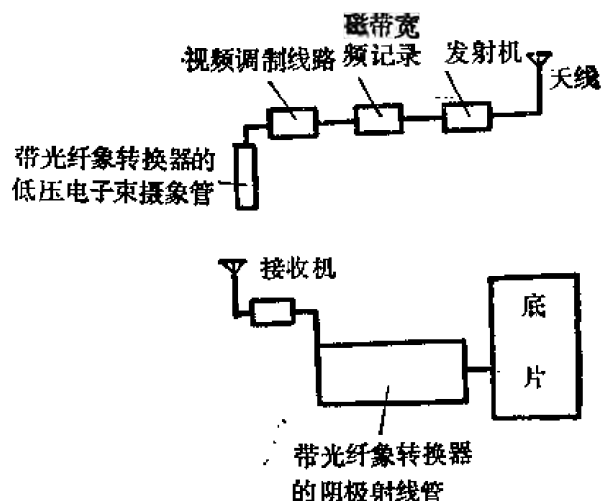 磁带宽
频记录
视频调制线路
发射机
天线
带光纤象转换器的
低压电子束摄象管
接收机
底
片
带光纤象转换器
的阴极射线管